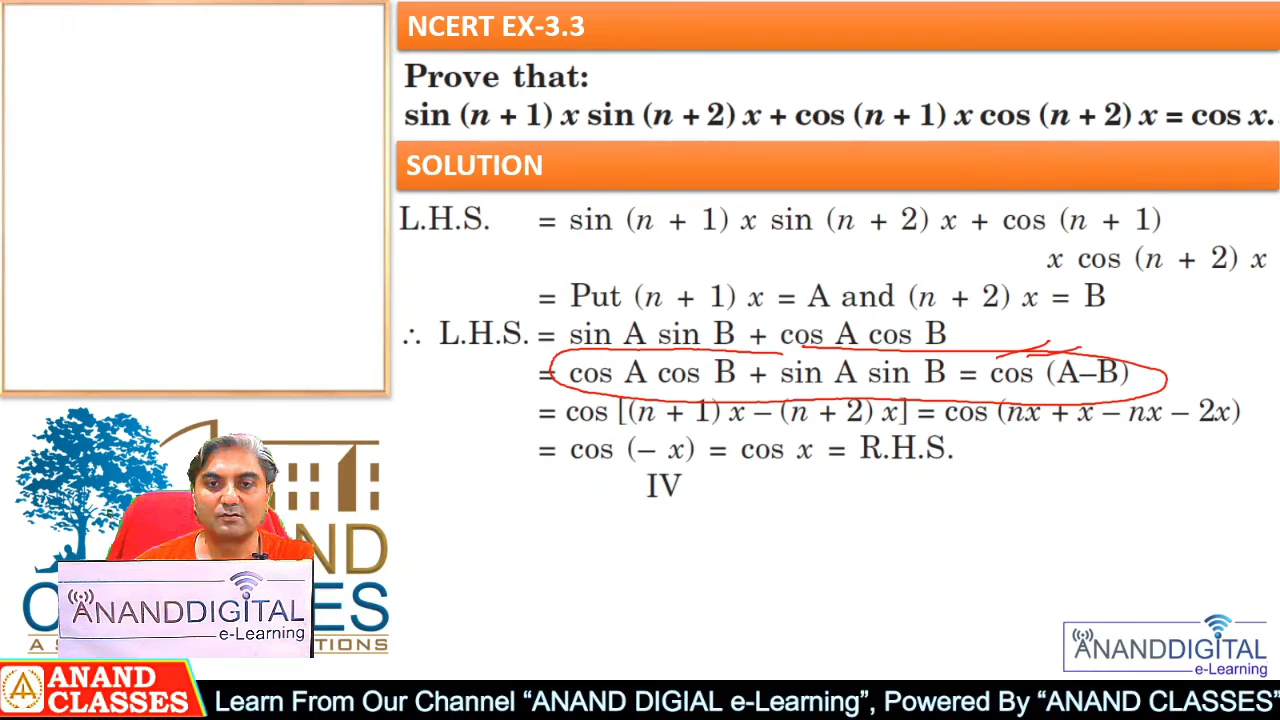 NCERT EX-3.3
Prove that:
sin (n + 1) x sin (n + 2) x + cos (n + 1) x cos (n + 2) x = cos x.
SOLUTION
L.H.S. = sin (n + 1) x sin (n + 2) x + cos (n + 1)
x cos (n + 2) x
= Put (n + 1) x = A and (n + 2) x = B
∴ L.H.S. = sin A sin B + cos A cos B
= cos A cos B + sin A sin B = cos (A–B)
= cos [(n + 1) x – (n + 2) x] = cos (nx + x – nx – 2x)
= cos (– x) = cos x = R.H.S.
IV
ANANDDIGITAL
e-Learning
ANANDDIGITAL
e-Learning
ANAND
CLASSES
Learn From Our Channel “ANAND DIGIAL e-Learning”, Powered By “ANAND CLASSES”